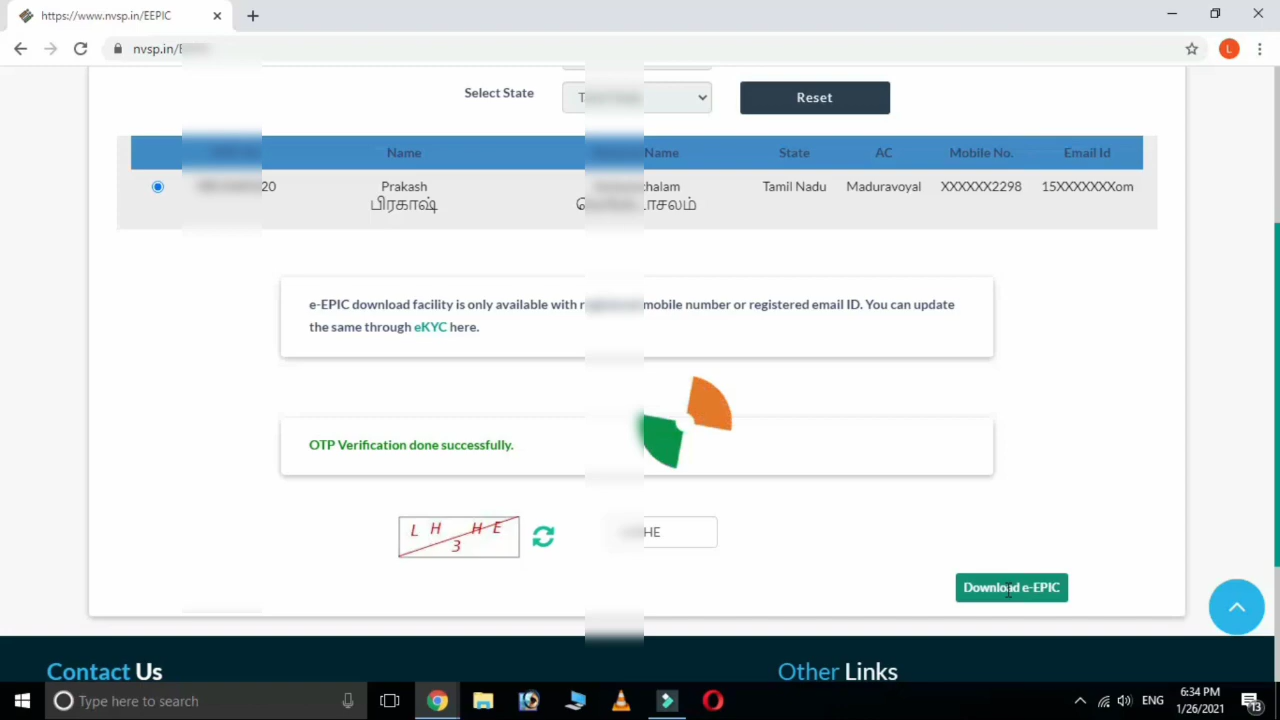 https://www.nvsp.in/EEPIC
nvsp.in/
L
Select State
Reset
Name
Name
State
AC
Mobile No.
Email Id
20
Prakash
Tamil Nadu
Maduravoyal
XXXXXX2298
15XXXXXXXom
பிரகாஷ்
e-EPIC download facility is only available with mobile number or registered email ID. You can update
the same through eKYC here.
OTP Verification done successfully.
L H 3 H E
HE
Download e-EPIC
Contact Us
Other Links
Type here to search
ENG
6:34 PM
1/26/2021
13